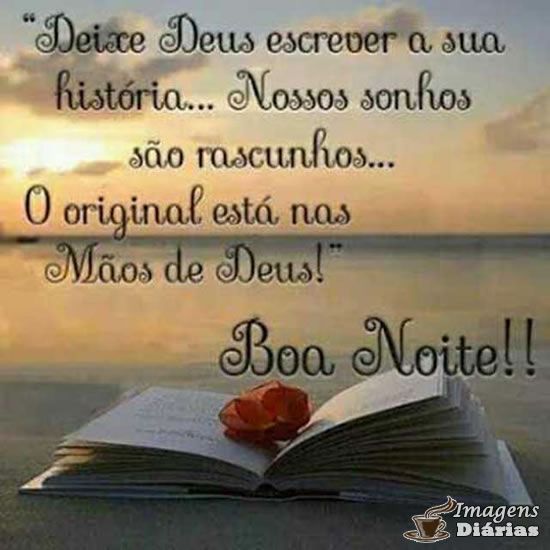 “Deixe Deus escrever a sua
história... Nossos sonhos
são rascunhos...
O original está nas
Mãos de Deus!”
Boa Noite!!
Imagens
Diárias